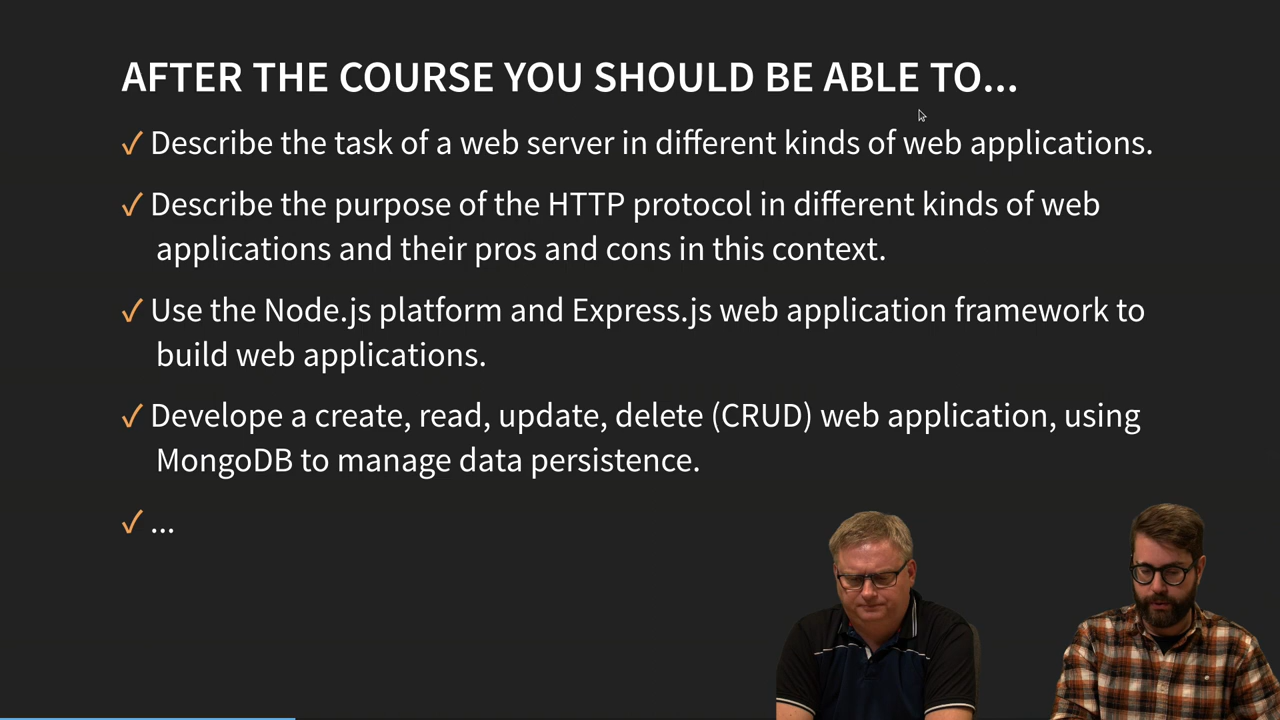 AFTER THE COURSE YOU SHOULD BE ABLE TO...
✓ Describe the task of a web server in different kinds of web applications.
✓ Describe the purpose of the HTTP protocol in different kinds of web
applications and their pros and cons in this context.
✓ Use the Node.js platform and Express.js web application framework to
build web applications.
✓ Develope a create, read, update, delete (CRUD) web application, using
MongoDB to manage data persistence.
✓ ...